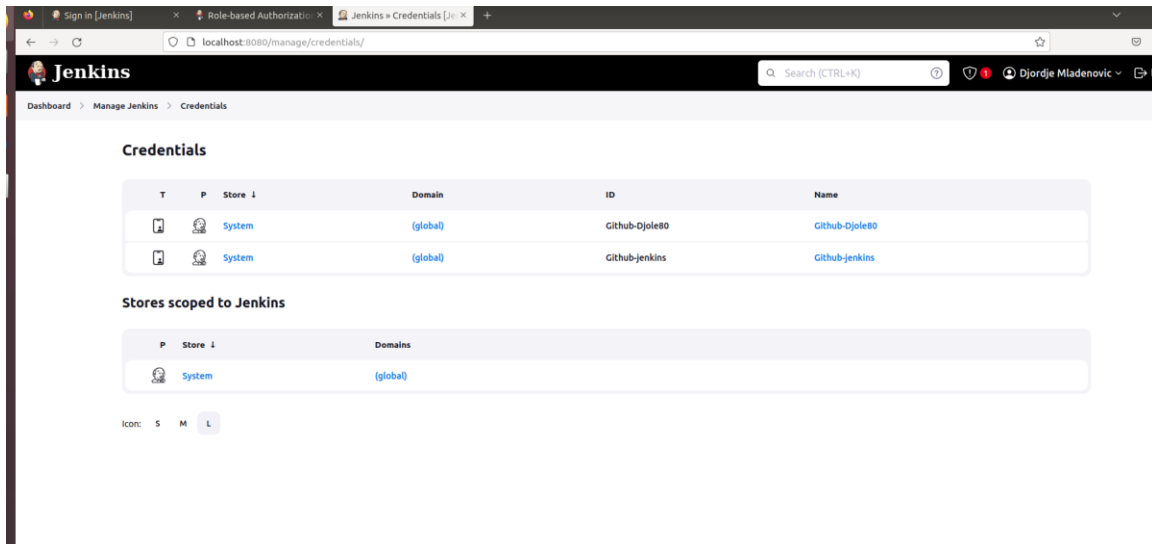 Sign in [Jenkins] × Role-based Authorization × Jenkins » Credentials [Je × +
localhost:8080/manage/credentials/
Jenkins Search (CTRL+K) ? 1 Djordje Mladenovic
Dashboard > Manage Jenkins > Credentials
Credentials
T P Store ↓ Domain ID Name
System (global) Github-Djole80 Github-Djole80
System (global) Github-jenkins Github-jenkins
Stores scoped to Jenkins
P Store ↓ Domains
System (global)
Icon: S M L